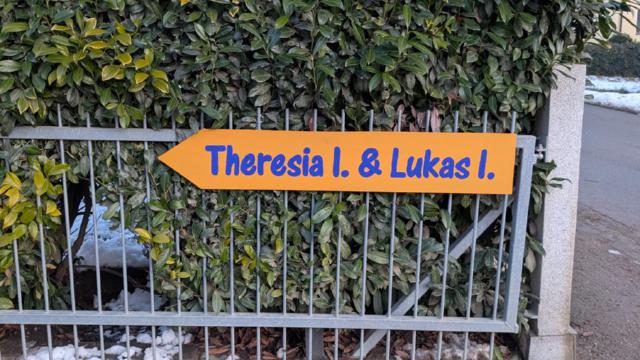 Theresia I. & Lukas I.